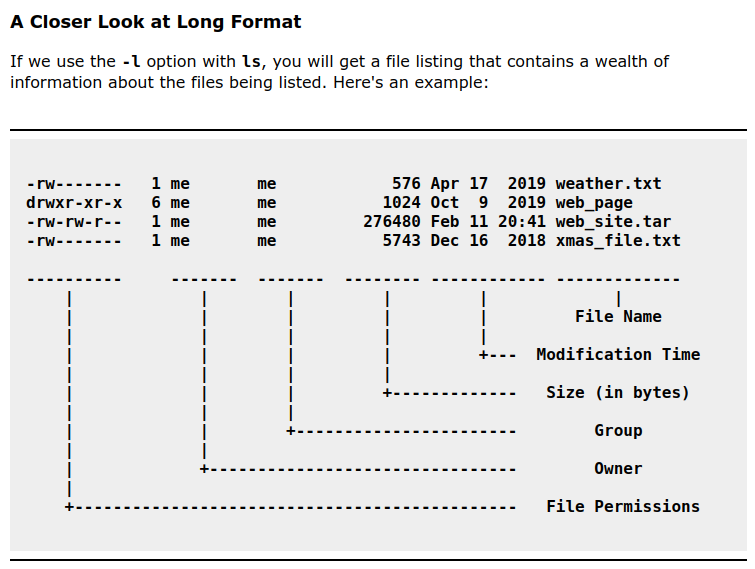 A Closer Look at Long Format
If we use the -l option with ls, you will get a file listing that contains a wealth of
information about the files being listed. Here's an example:
-rw-------   1 me       me            576 Apr 17  2019 weather.txt
drwxr-xr-x   6 me       me           1024 Oct  9  2019 web_page
-rw-rw-r--   1 me       me         276480 Feb 11 20:41 web_site.tar
-rw-------   1 me       me           5743 Dec 16  2018 xmas_file.txt
----------     -------  -------  -------- ------------ -------------
    |             |        |         |         |             |
    |             |        |         |         |         File Name
    |             |        |         |         |
    |             |        |         |         +---  Modification Time
    |             |        |         |
    |             |        |         +-------------   Size (in bytes)
    |             |        |
    |             |        +-----------------------        Group
    |             |
    |             +--------------------------------        Owner
    |
    +----------------------------------------------   File Permissions